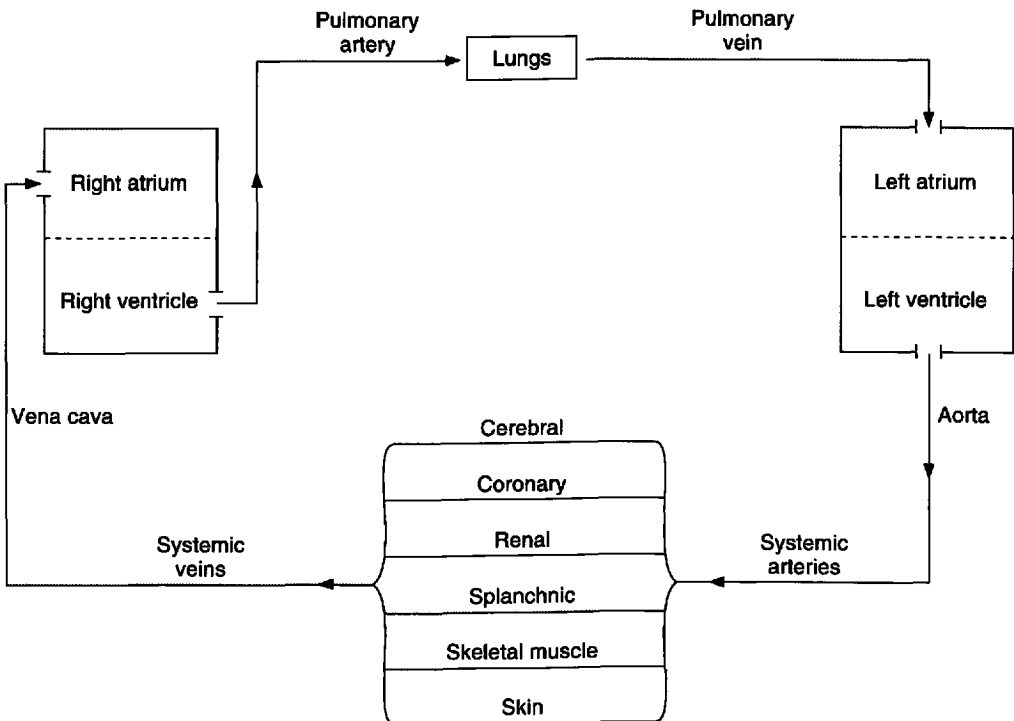 Pulmonary
artery
Lungs
Pulmonary
vein
Right atrium
Left atrium
Right ventricle
Left ventricle
Vena cava
Aorta
Cerebral
Coronary
Renal
Systemic
veins
Systemic
arteries
Splanchnic
Skeletal muscle
Skin